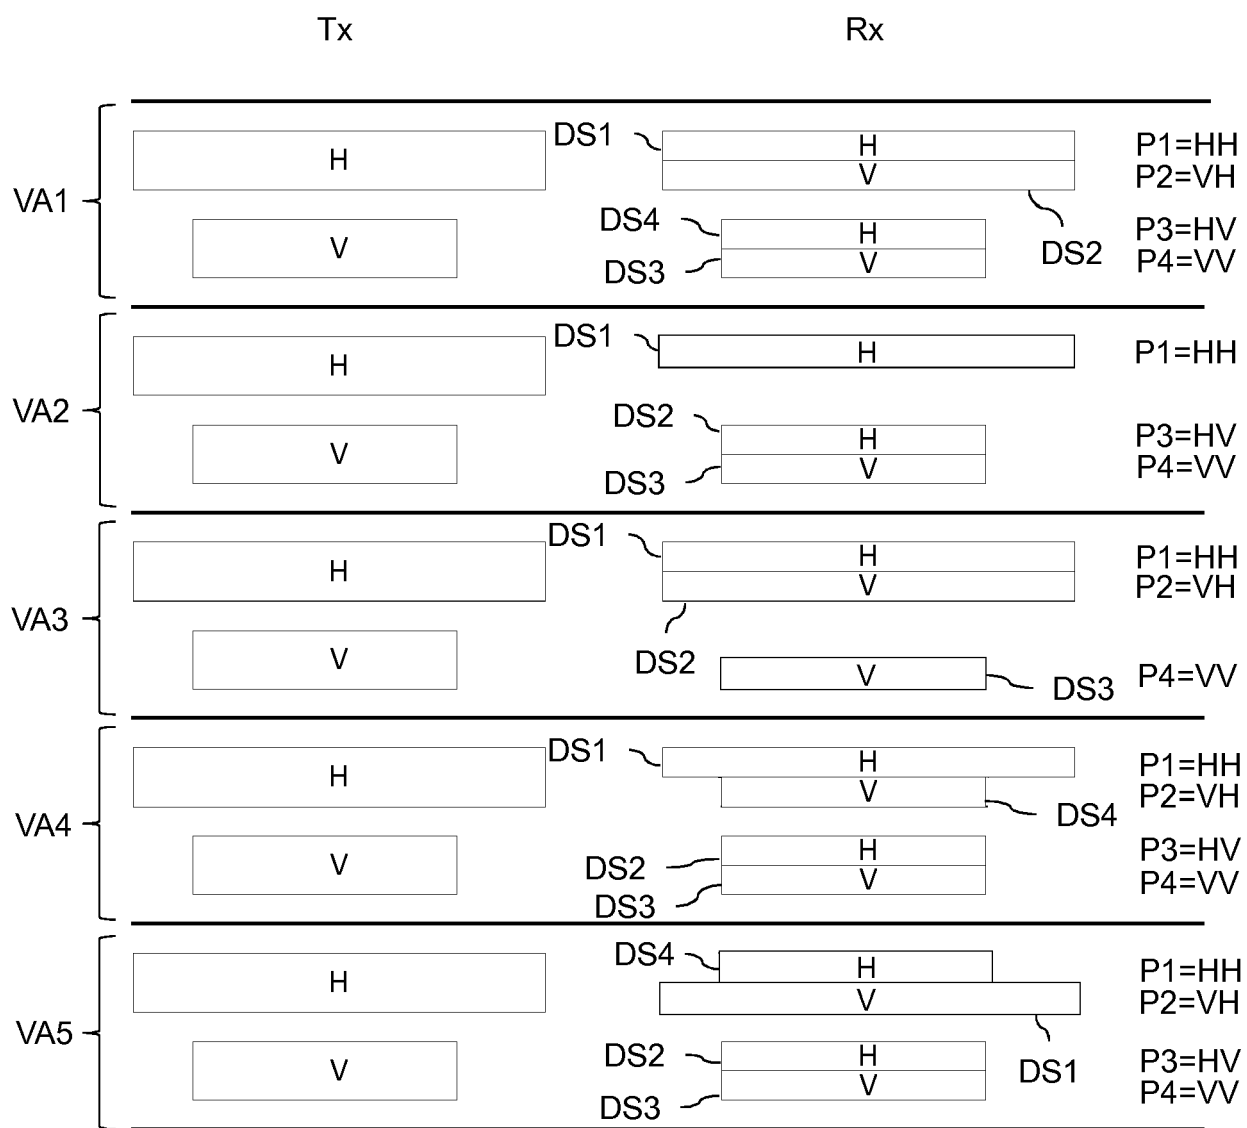 Tx Rx
VA1
H DS1 H P1=HH
V P2=VH
DS2
V DS4 H P3=HV
DS3 V P4=VV
VA2
H DS1 H P1=HH
V DS2 H P3=HV
DS3 V P4=VV
VA3
H DS1 H P1=HH
V P2=VH
DS2
V V DS3 P4=VV
VA4
H DS1 H P1=HH
V DS4 P2=VH
V DS2 H P3=HV
DS3 V P4=VV
VA5
H DS4 H P1=HH
V P2=VH
DS1
V DS2 H P3=HV
DS3 V P4=VV